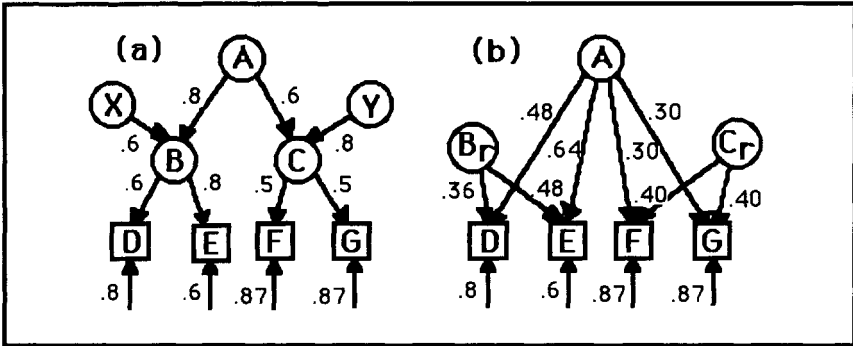 (a) A (b) A
X .8 .6 Y .48 .30
.6 .8 Br .64 .30 Cr
B C
.6 .8 .5 .5 .36 .48 .40 .40
D E F G D E F G
.8 .6 .87 .87 .8 .6 .87 .87